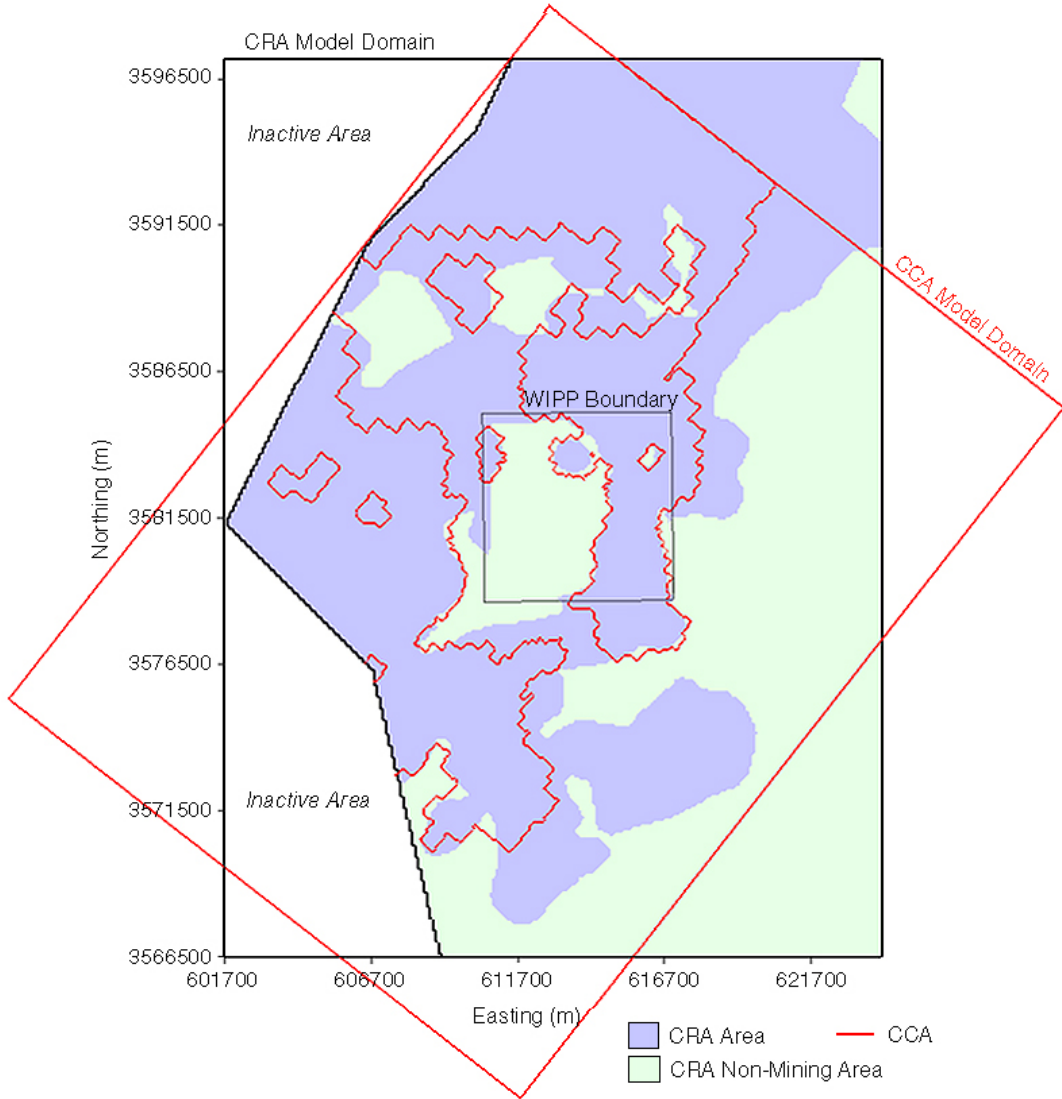 CRA Model Domain
3596500
Inactive Area
3591500
CCA Model Domain
3586500
WIPP Boundary
Northing (m)
3581500
3576500
Inactive Area
3571500
3566500
601700 606700 611700 616700 621700
Easting (m)
CRA Area
CCA
CRA Non-Mining Area